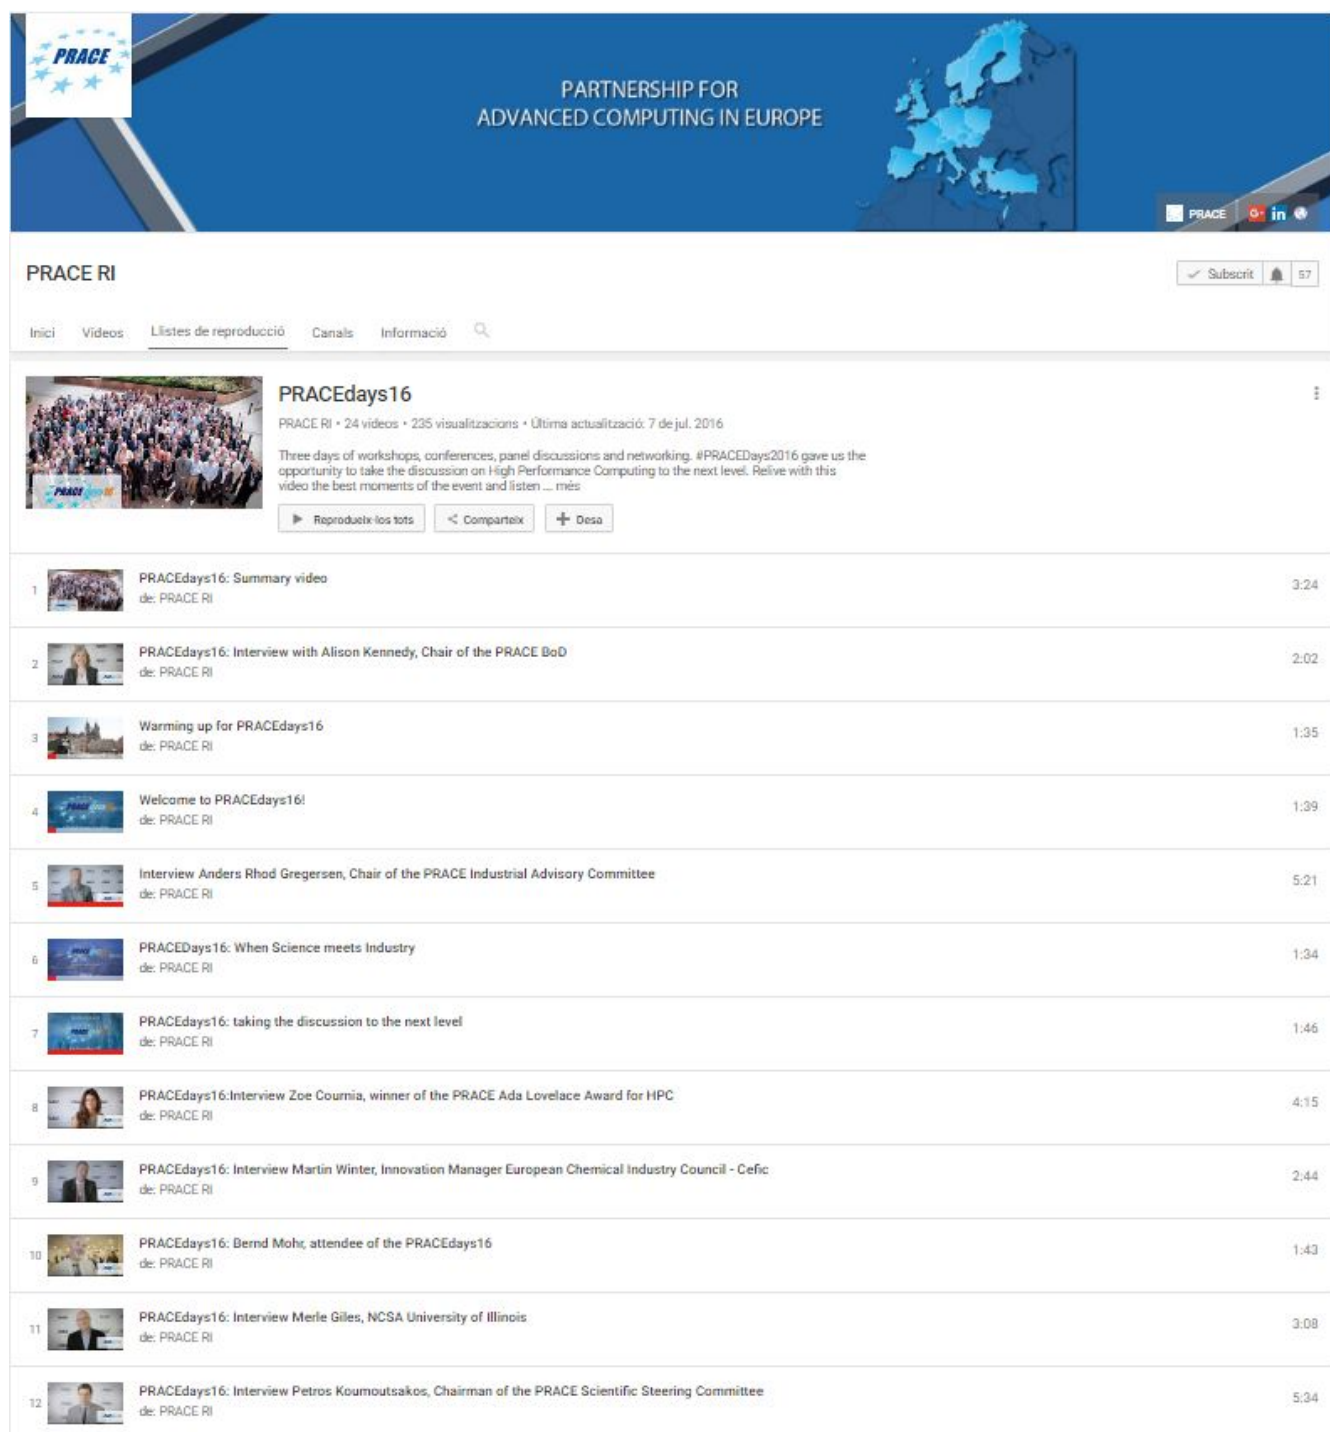 PRACE
PARTNERSHIP FOR
ADVANCED COMPUTING IN EUROPE
PRACE G+ in
PRACE RI
Subscrit 57
Inici Vídeos Llistes de reproducció Canals Informació
PRACEdays16
PRACE RI • 24 vídeos • 235 visualitzacions • Última actualització: 7 de jul. 2016
Three days of workshops, conferences, panel discussions and networking. #PRACEDays2016 gave us the
opportunity to take the discussion on High Performance Computing to the next level. Relive with this
video the best moments of the event and listen ... més
PRACEdays16
Reprodueix-los tots Comparteix Desa
1 PRACEdays16: Summary video 3:24
de: PRACE RI
2 PRACEdays16: Interview with Alison Kennedy, Chair of the PRACE BoD 2:02
de: PRACE RI
3 Warming up for PRACEdays16 1:35
de: PRACE RI
4 Welcome to PRACEdays16! 1:39
de: PRACE RI
5 Interview Anders Rhod Gregersen, Chair of the PRACE Industrial Advisory Committee 5:21
de: PRACE RI
6 PRACEDays16: When Science meets Industry 1:34
de: PRACE RI
7 PRACEdays16: taking the discussion to the next level 1:46
de: PRACE RI
8 PRACEdays16:Interview Zoe Cournia, winner of the PRACE Ada Lovelace Award for HPC 4:15
de: PRACE RI
9 PRACEdays16: Interview Martin Winter, Innovation Manager European Chemical Industry Council - Cefic 2:44
de: PRACE RI
10 PRACEdays16: Bernd Mohr, attendee of the PRACEdays16 1:43
de: PRACE RI
11 PRACEdays16: Interview Merle Giles, NCSA University of Illinois 3:08
de: PRACE RI
12 PRACEdays16: Interview Petros Koumoutsakos, Chairman of the PRACE Scientific Steering Committee 5:34
de: PRACE RI